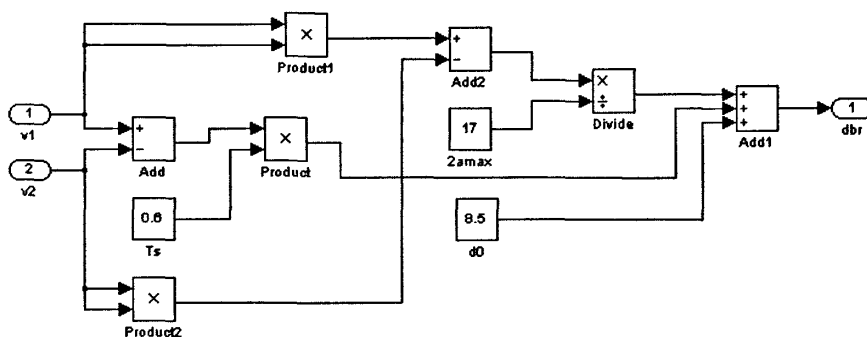 ×
Product1
+
−
Add2
×
÷
Divide
+
+
+
Add1
1
dbr
1
v1
+
−
Add
×
Product
17
2amax
2
v2
0.6
Ts
8.5
d0
×
Product2